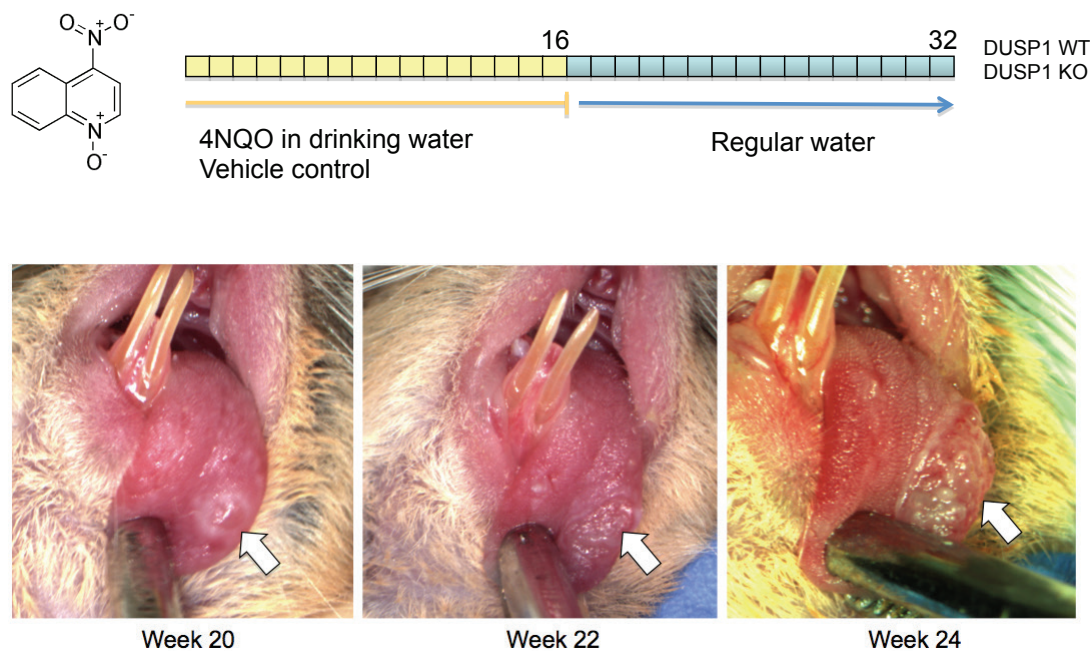 O N⁺ O⁻
N⁺
O⁻
16 32
DUSP1 WT
DUSP1 KO
4NQO in drinking water
Vehicle control
Regular water
Week 20 Week 22 Week 24